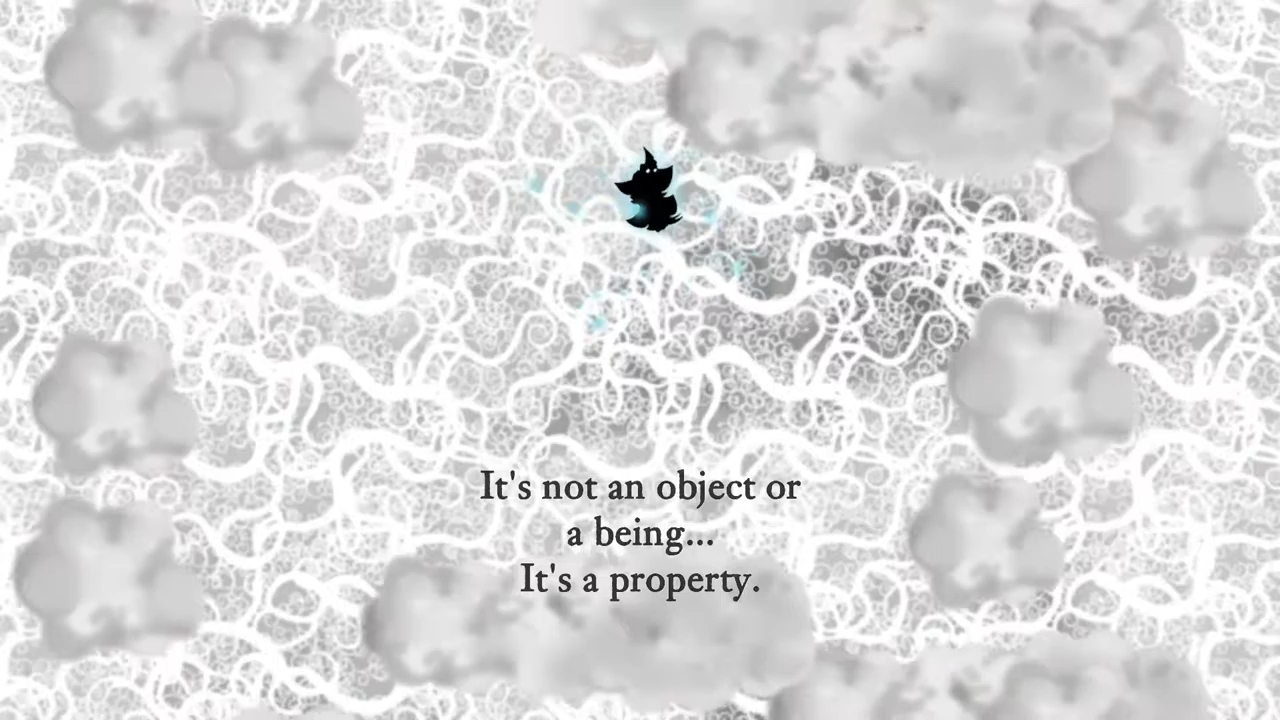 It's not an object or
a being...
It's a property.